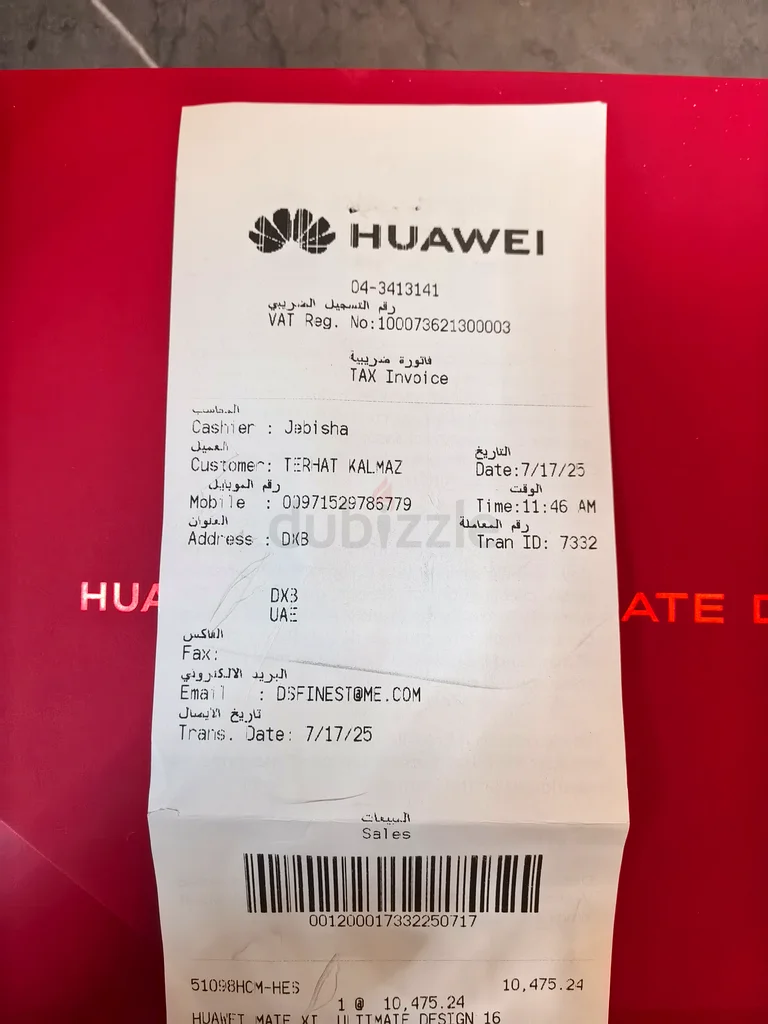 HUAWEI
04-3413141
رقم التسجيل الضريبي
VAT Reg. No:100073621300003
فاتورة ضريبية
TAX Invoice
المحاسب
Cashier : Jebisha
العميل
Customer: TERHAT KALMAZ
التاريخ
Date:7/17/25
رقم الموبايل
Mobile : 00971529786779
الوقت
Time:11:46 AM
العنوان
Address : DXB
رقم المعاملة
Tran ID: 7332
dubizzle
DXB
UAE
HUA
ATE D
الفاكس
Fax:
البريد الالكتروني
Email : DSFINEST@ME.COM
تاريخ الايصال
Trans. Date: 7/17/25
المبيعات
Sales
001200017332250717
51098HCM-HES 10,475.24
1 @ 10,475.24
HUAWEI MATE XT ULTIMATE DESIGN 16